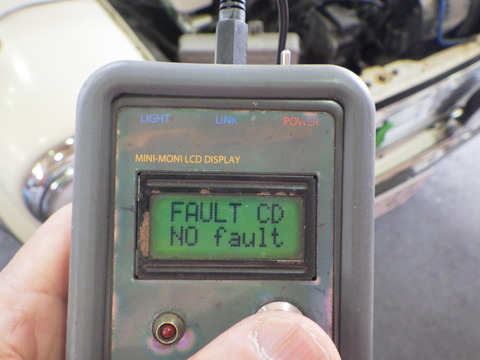 LIGHT LINK POWER
MINI-MONI LCD DISPLAY
FAULT CD
NO fault